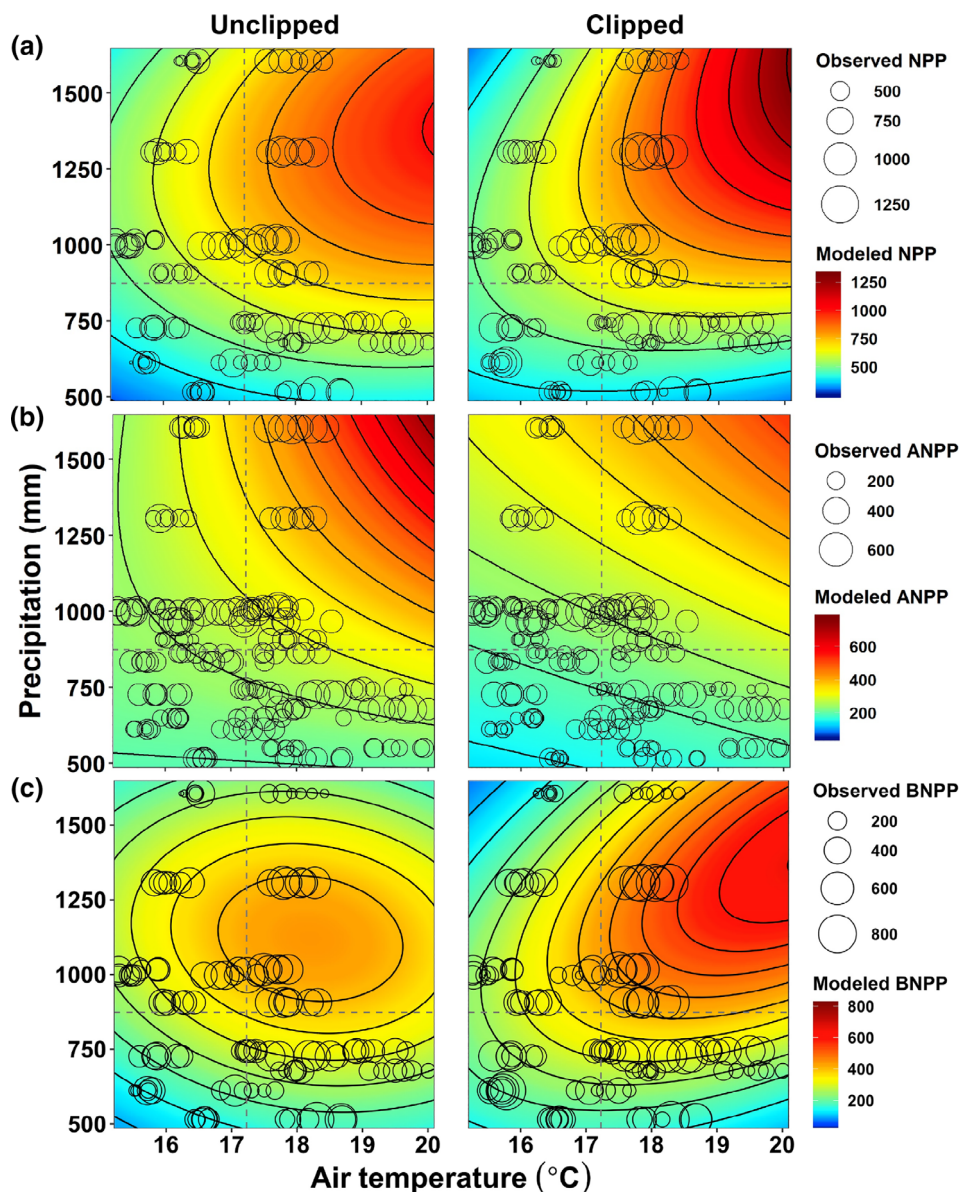 Unclipped Clipped
(a)
1500
1250
1000
750
500
Observed NPP
500
750
1000
1250
Modeled NPP
1250
1000
750
500
(b)
1500
1250
1000
750
500
Precipitation (mm)
Observed ANPP
200
400
600
Modeled ANPP
600
400
200
(c)
1500
1250
1000
750
500
Observed BNPP
200
400
600
800
Modeled BNPP
800
600
400
200
16 17 18 19 20 16 17 18 19 20
Air temperature (°C)